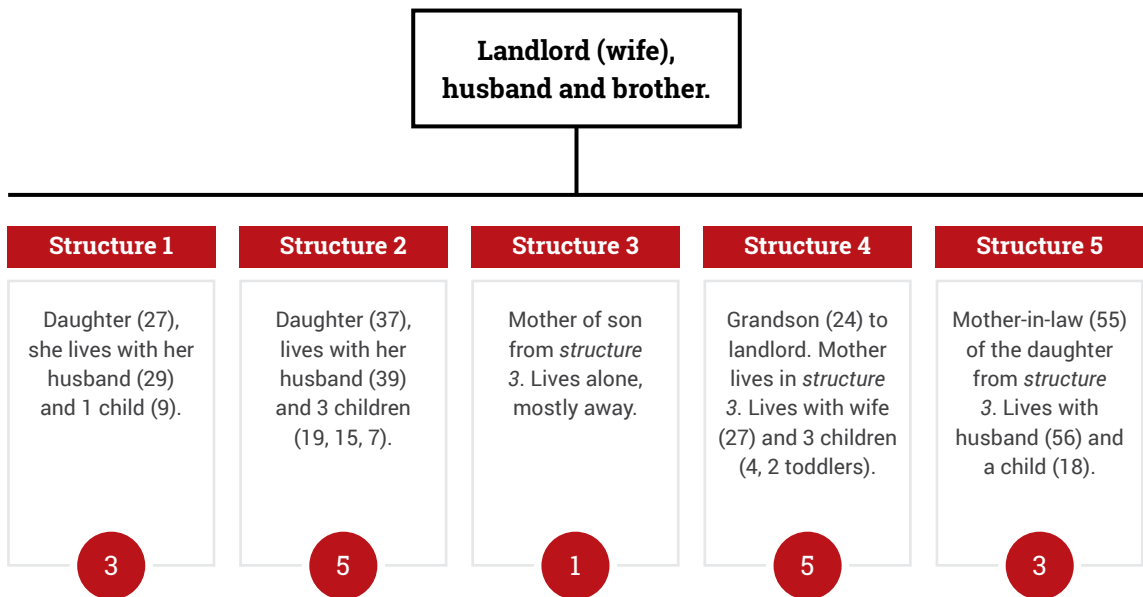 Landlord (wife),
husband and brother.
Structure 1
Daughter (27),
she lives with her
husband (29)
and 1 child (9).
3
Structure 2
Daughter (37),
lives with her
husband (39)
and 3 children
(19, 15, 7).
5
Structure 3
Mother of son
from structure
3. Lives alone,
mostly away.
1
Structure 4
Grandson (24) to
landlord. Mother
lives in structure
3. Lives with wife
(27) and 3 children
(4, 2 toddlers).
5
Structure 5
Mother-in-law (55)
of the daughter
from structure
3. Lives with
husband (56) and
a child (18).
3